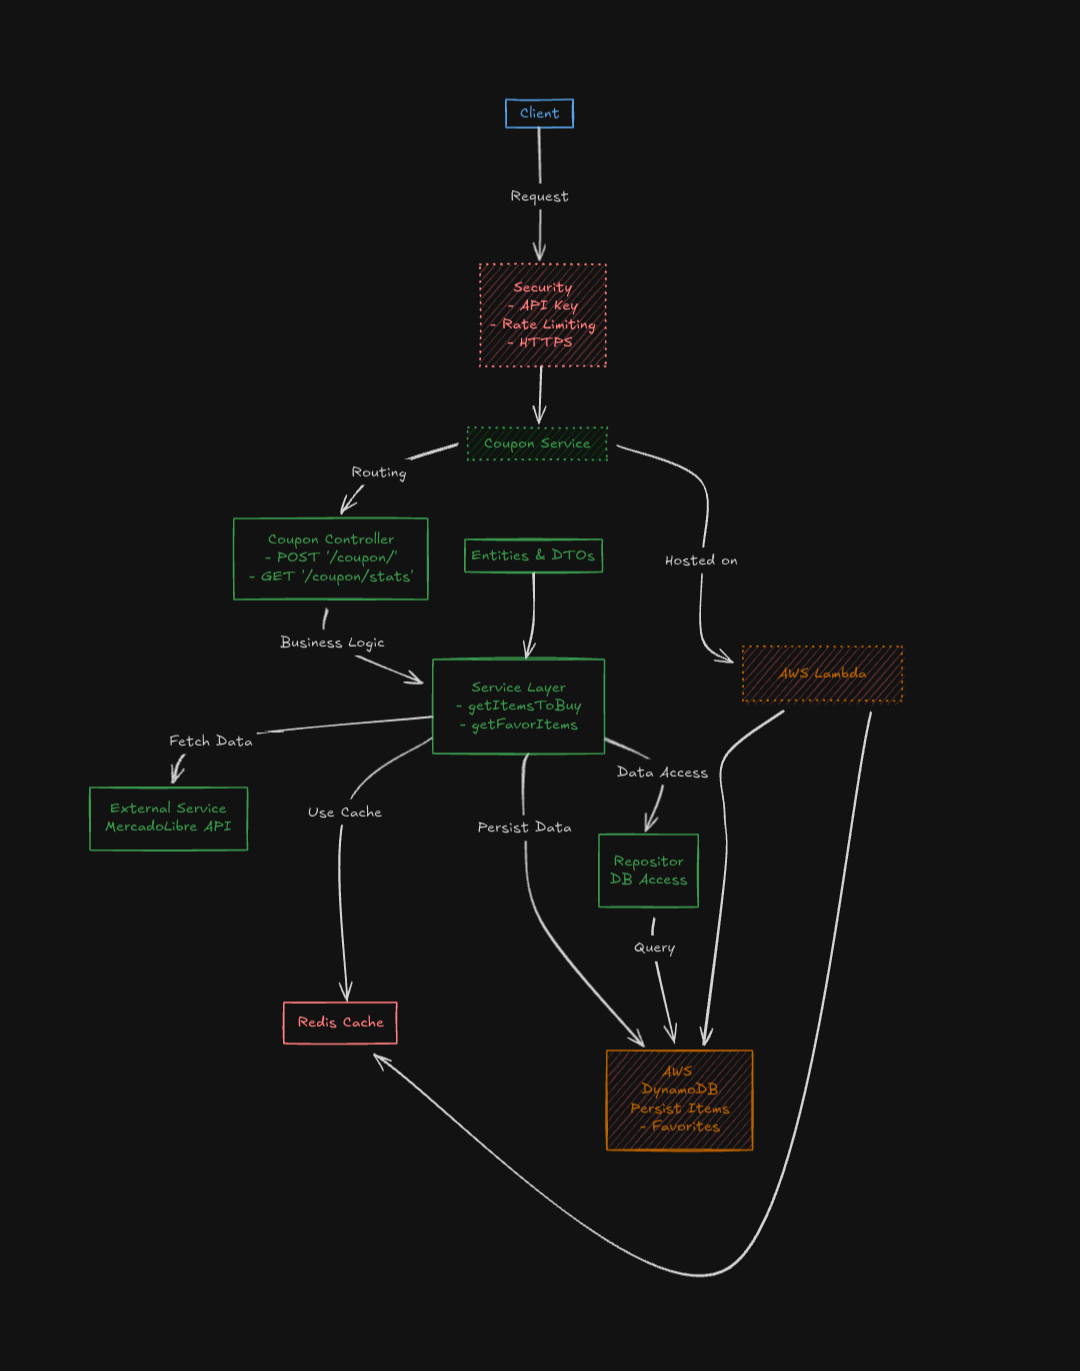 Client
Request
Security
- API Key
- Rate Limiting
- HTTPS
Coupon Service
Routing
Coupon Controller
- POST '/coupon/'
- GET '/coupon/stats'
Entities & DTOs
Hosted on
Business Logic
Service Layer
- getItemsToBuy
- getFavorItems
AWS Lambda
Fetch Data
Data Access
External Service
MercadoLibre API
Use Cache
Persist Data
Repositor
DB Access
Query
Redis Cache
AWS
DynamoDB
Persist Items
- Favorites